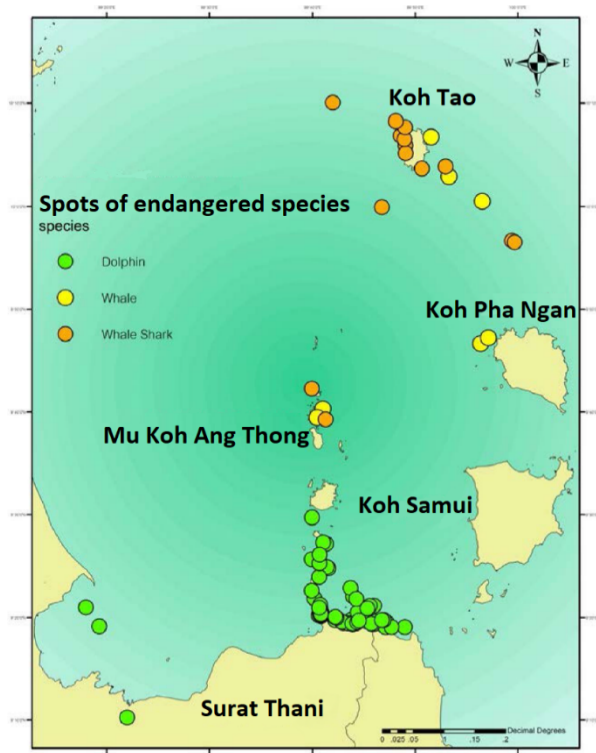 N
W E
S
Koh Tao
Spots of endangered species
species
Dolphin
Whale
Whale Shark
Koh Pha Ngan
Mu Koh Ang Thong
Koh Samui
Surat Thani
Decimal Degrees
0 .025 .05 .1 .15 .2